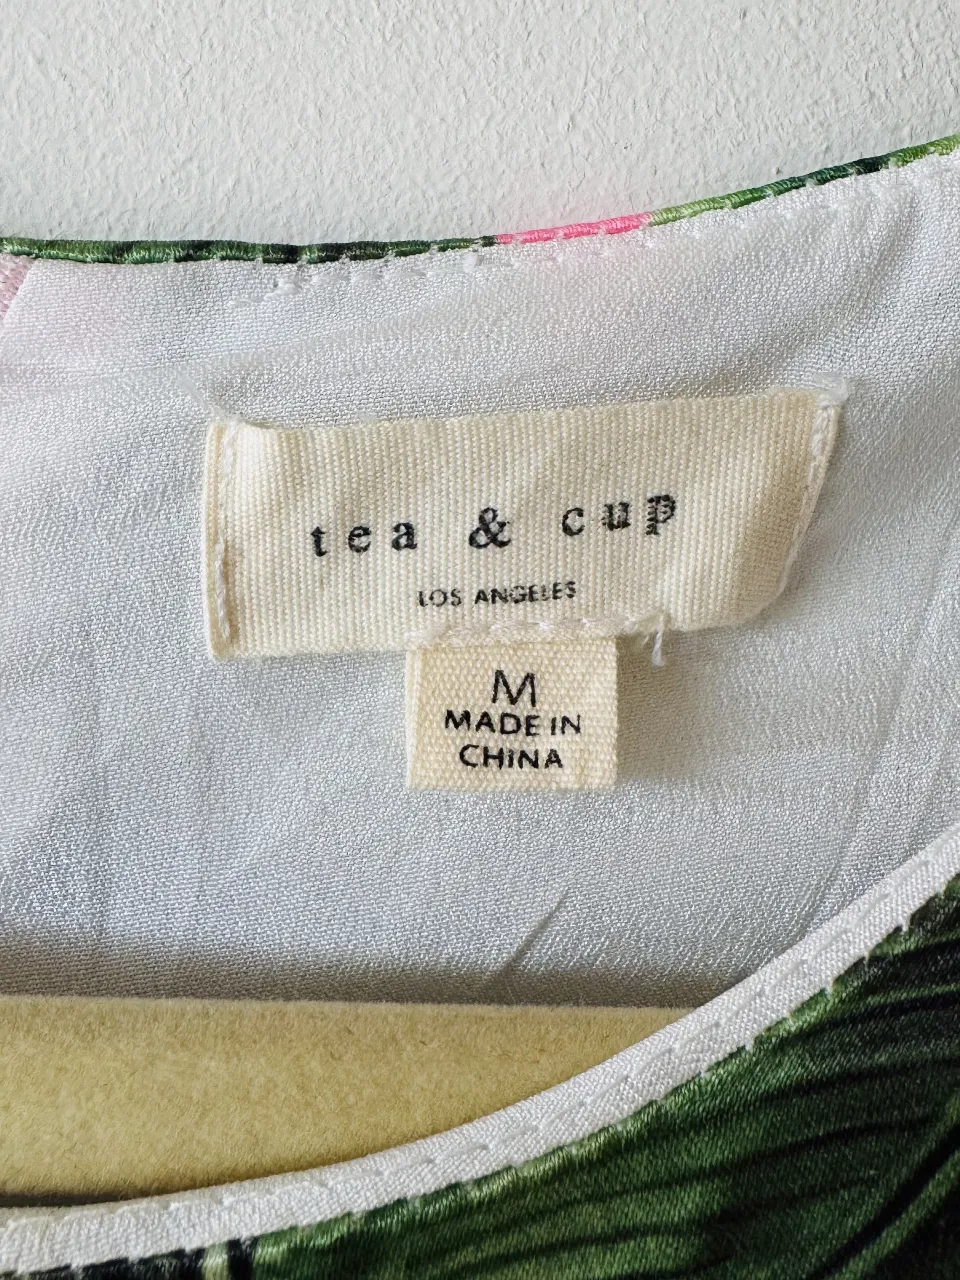 tea & cup
LOS ANGELES
M
MADE IN
CHINA